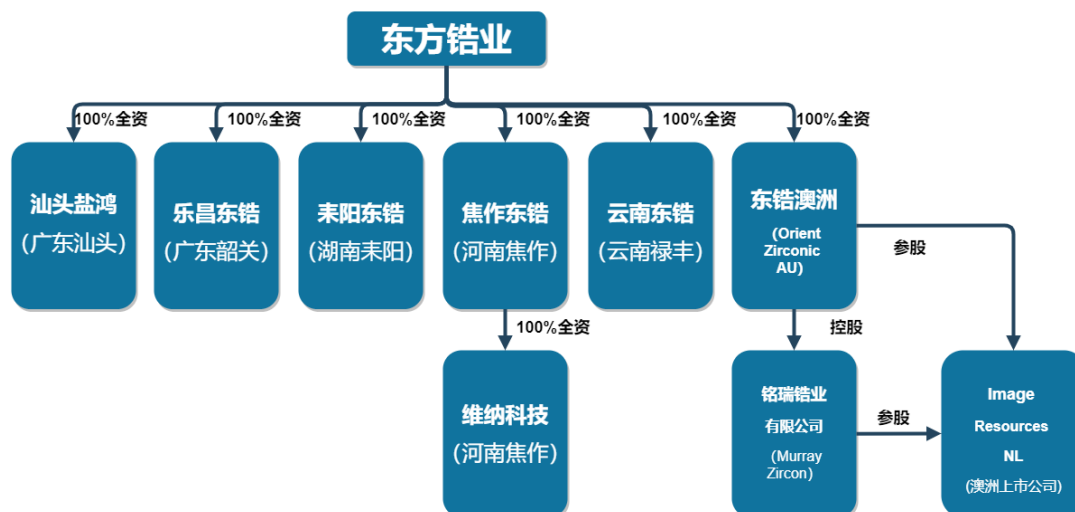 东方锆业
100%全资
100%全资
100%全资
100%全资
100%全资
100%全资
汕头盐鸿
（广东汕头）
乐昌东锆
（广东韶关）
耒阳东锆
（湖南耒阳）
焦作东锆
（河南焦作）
云南东锆
（云南禄丰）
东锆澳洲
（Orient
Zirconic
AU）
参股
100%全资
控股
维纳科技
（河南焦作）
铭瑞锆业
有限公司
（Murray
Zircon）
参股
Image
Resources
NL
(澳洲上市公司)